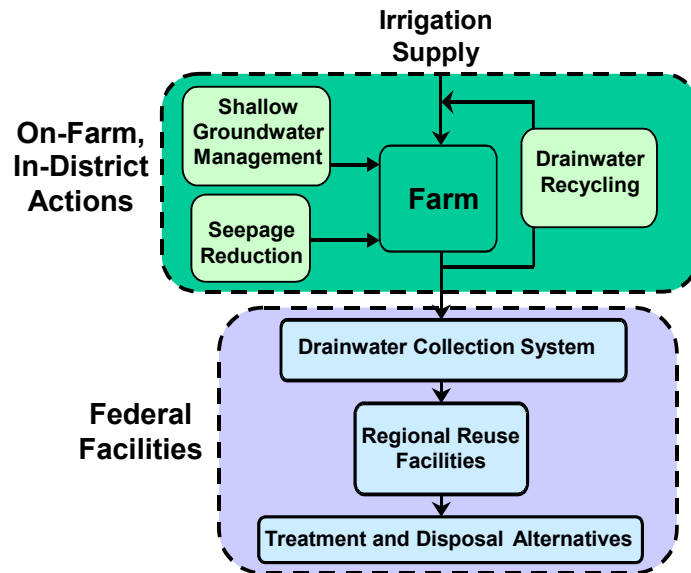 Irrigation
Supply
On-Farm,
In-District
Actions
Shallow
Groundwater
Management
Seepage
Reduction
Farm
Drainwater
Recycling
Federal
Facilities
Drainwater Collection System
Regional Reuse
Facilities
Treatment and Disposal Alternatives